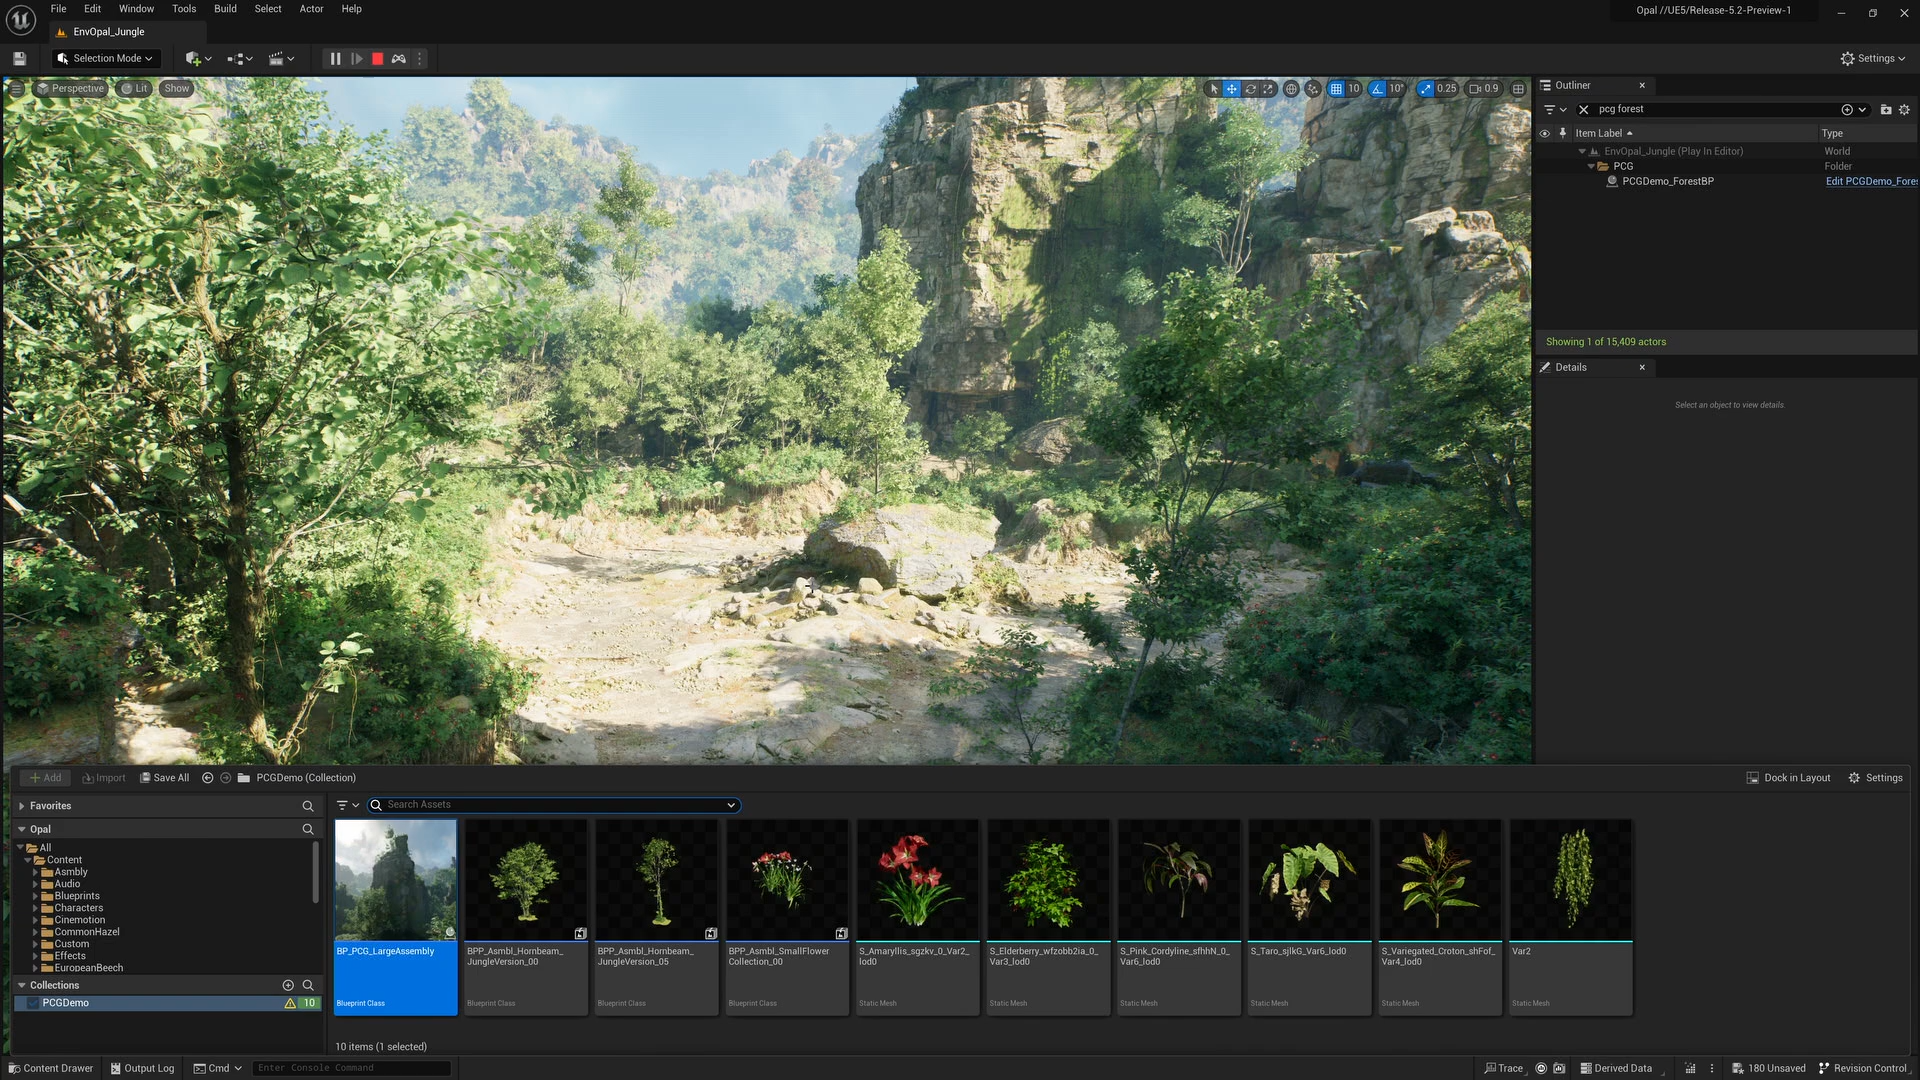 File Edit Window Tools Build Select Actor Help
Opal //UE5/Release-5.2-Preview-1
EnvOpal_Jungle
Selection Mode
Settings
Perspective Lit Show
10 10° 0.25 0.9
Outliner
pcg forest
Item Label Type
EnvOpal_Jungle (Play In Editor) World
PCG Folder
PCGDemo_ForestBP Edit PCGDemo_Fore
Showing 1 of 15,409 actors
Details
Select an object to view details.
Add Import Save All PCGDemo (Collection)
Dock in Layout Settings
Favorites
Search Assets
Opal
All
Content
Asmbly
Audio
Blueprints
Characters
Cinemotion
CommonHazel
Custom
Effects
EuropeanBeech
Collections
PCGDemo 10
BP_PCG_LargeAssembly
Blueprint Class
BPP_Asmbl_Hornbeam_
JungleVersion_00
Blueprint Class
BPP_Asmbl_Hornbeam_
JungleVersion_05
Blueprint Class
BPP_Asmbl_SmallFlower
Collection_00
Blueprint Class
S_Amaryllis_sgzkv_0_Var2_
lod0
Static Mesh
S_Elderberry_wfzobb2ia_0_
Var3_lod0
Static Mesh
S_Pink_Cordyline_sfhhN_0_
Var6_lod0
Static Mesh
S_Taro_sjlkG_Var6_lod0
Static Mesh
S_Variegated_Croton_shFof_
Var4_lod0
Static Mesh
Var2
Static Mesh
10 items (1 selected)
Content Drawer Output Log Cmd Enter Console Command
Trace Derived Data 180 Unsaved Revision Control